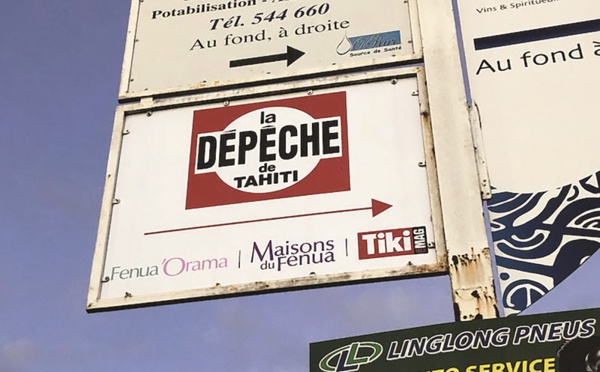 Potabilisation
Tél. 544 660
Au fond, à droite
Source de Santé
Vins & Spiritueux
Au fond à
la
DÉPÊCHE
de
TAHITI
Fenua'Orama | Maisons du Fenua | Tiki MAG
LINGLONG PNEUS
SERVICE